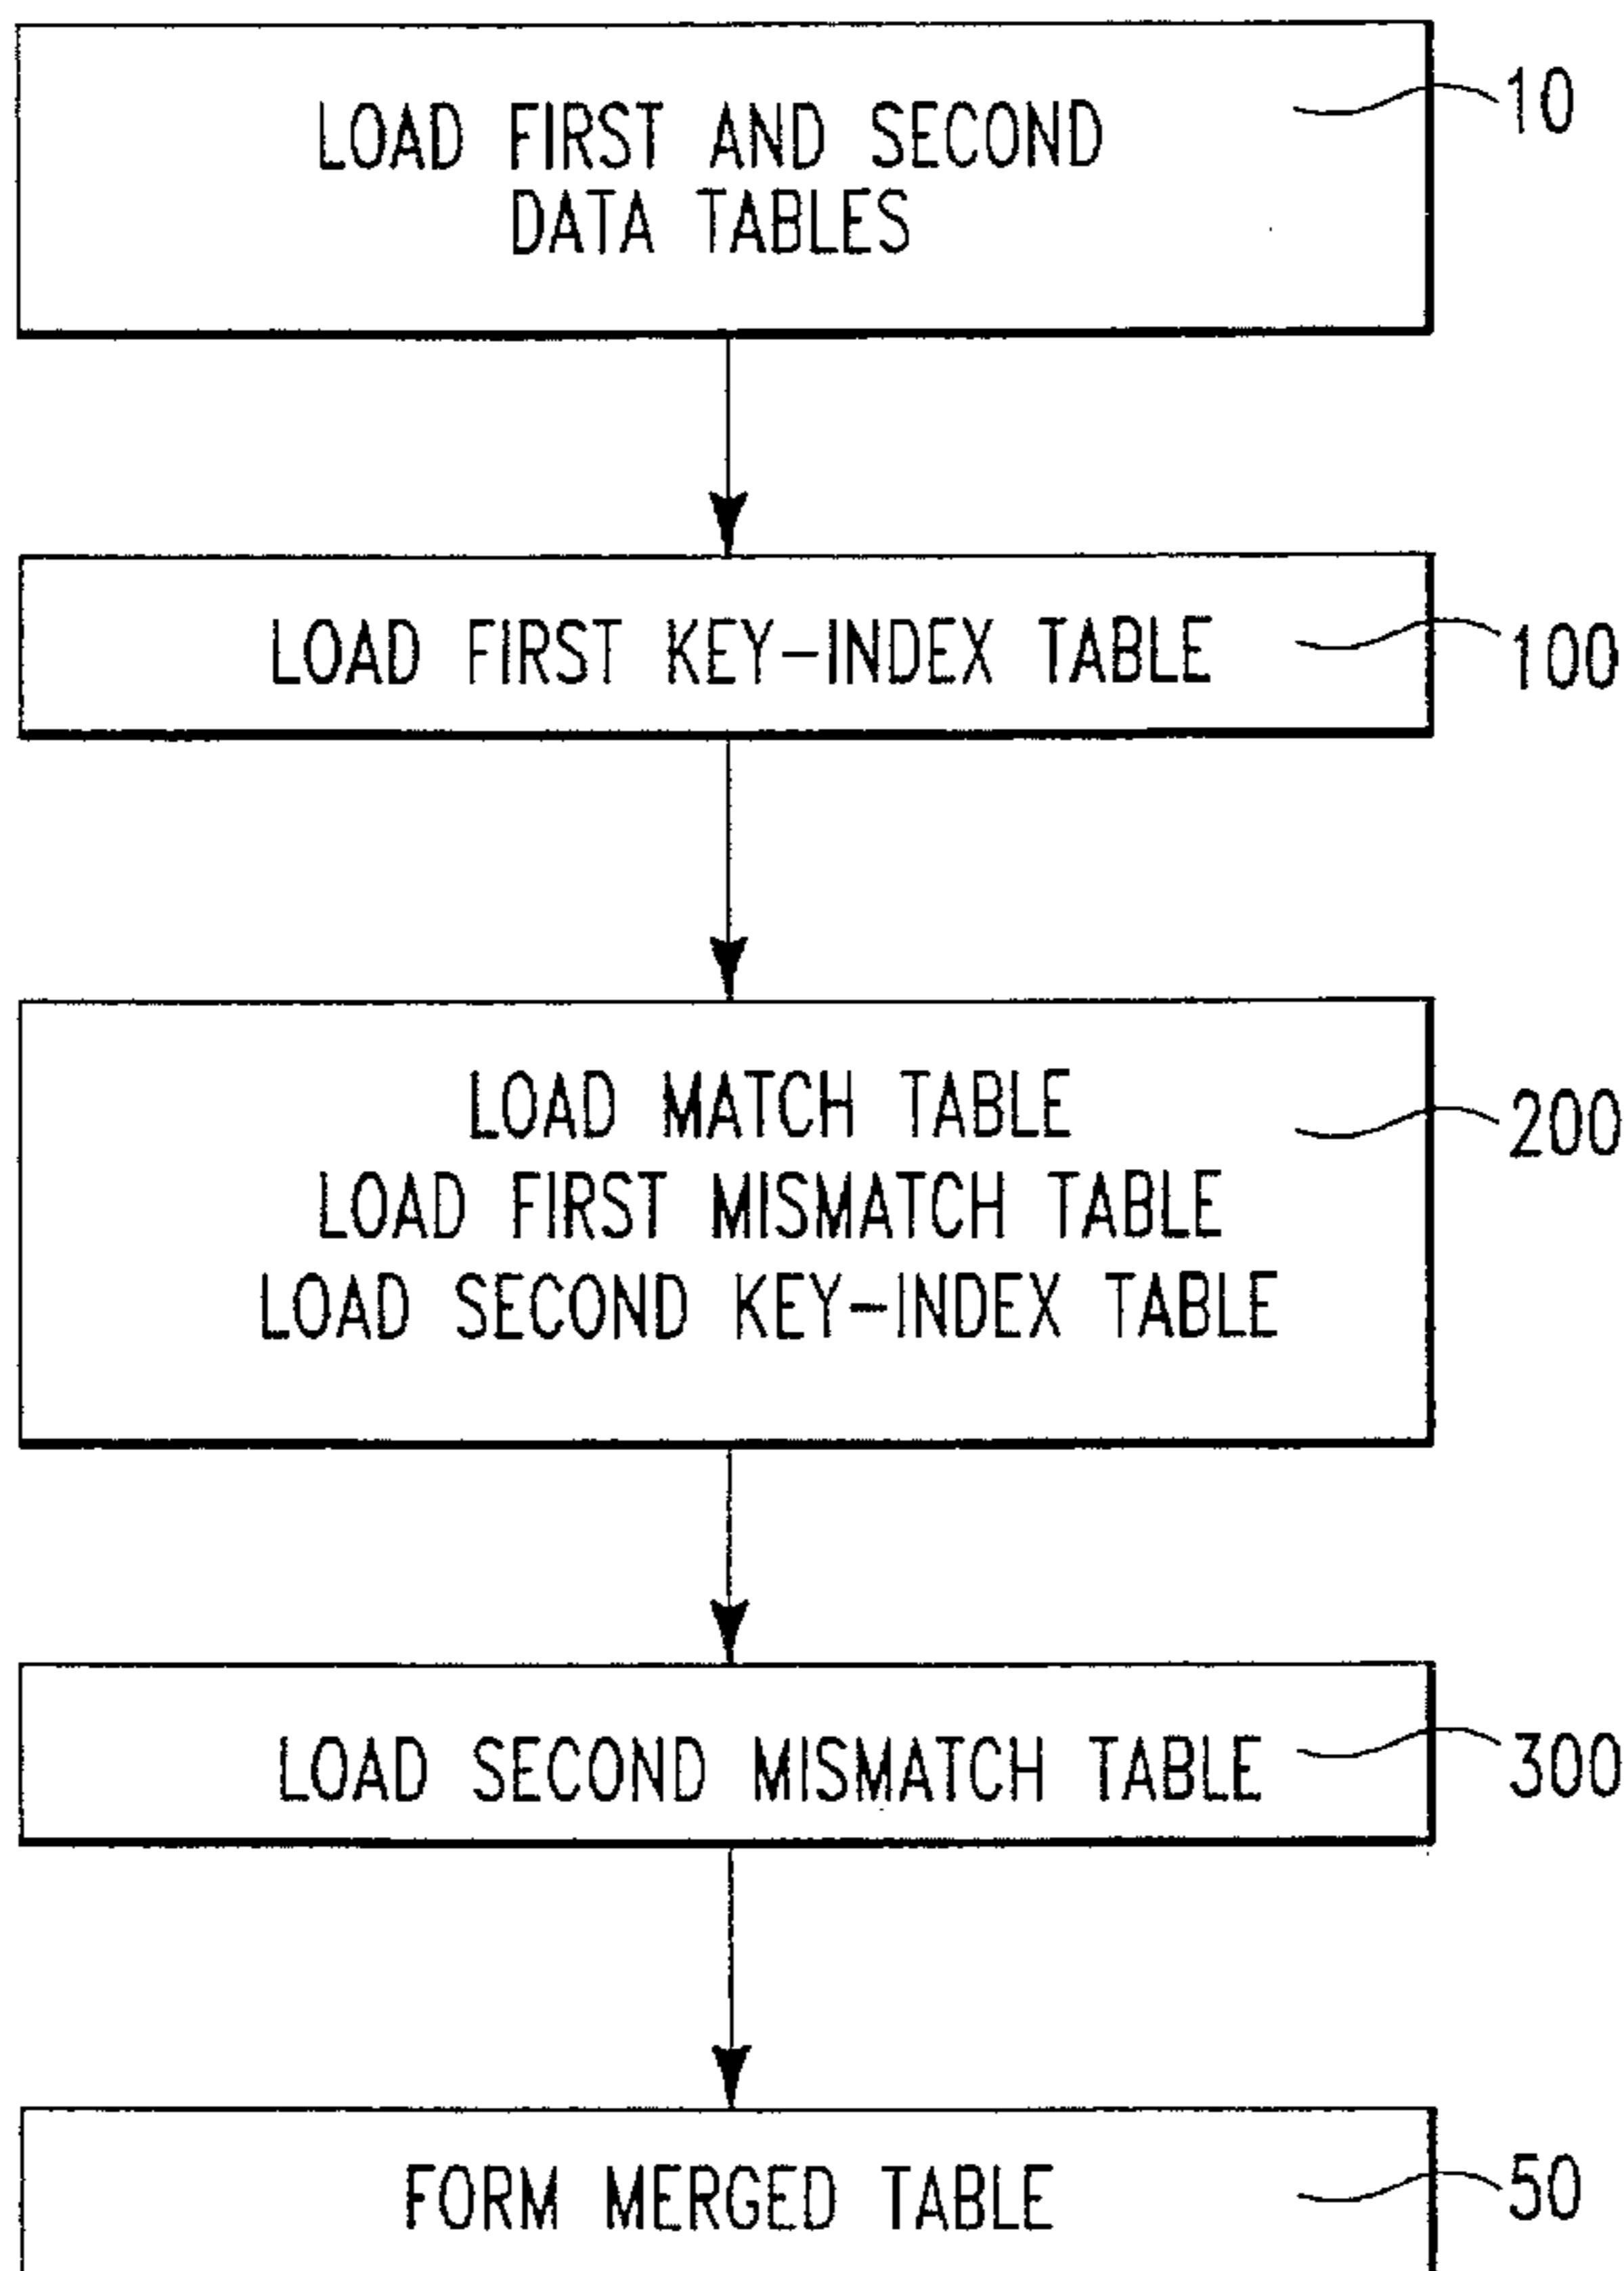 LOAD FIRST AND SECOND
DATA TABLES
10
LOAD FIRST KEY-INDEX TABLE
100
LOAD MATCH TABLE
LOAD FIRST MISMATCH TABLE
LOAD SECOND KEY-INDEX TABLE
200
LOAD SECOND MISMATCH TABLE
300
FORM MERGED TABLE
50